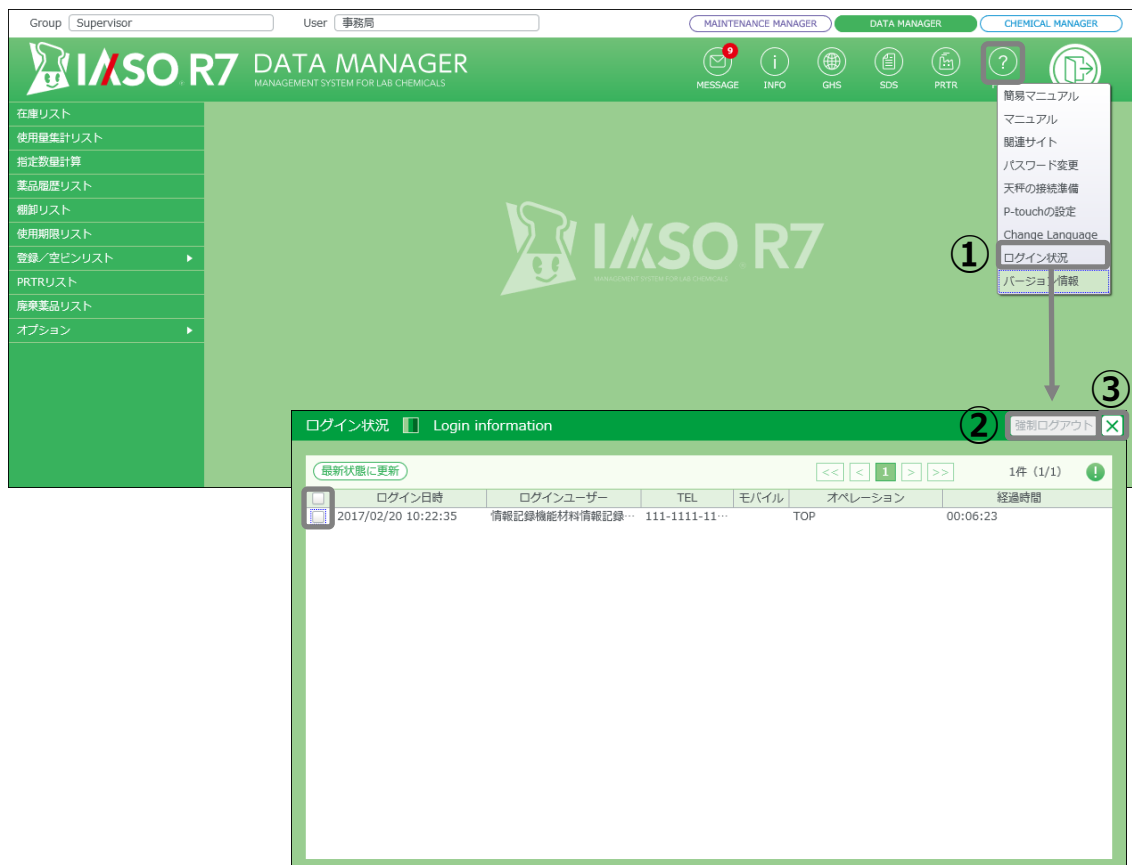 Group Supervisor User 事務局 MAINTENANCE MANAGER DATA MANAGER CHEMICAL MANAGER
IASO R7 DATA MANAGER
MANAGEMENT SYSTEM FOR LAB CHEMICALS
9
MESSAGE INFO GHS SDS PRTR
?
簡易マニュアル
マニュアル
関連サイト
パスワード変更
天秤の接続準備
P-touchの設定
Change Language
① ログイン状況
バージョン情報
在庫リスト
使用量集計リスト
指定数量計算
薬品履歴リスト
棚卸リスト
使用期限リスト
登録／空ビンリスト
PRTRリスト
廃棄薬品リスト
オプション
IASO R7
MANAGEMENT SYSTEM FOR LAB CHEMICALS
③
ログイン状況 Login information ② 強制ログアウト ×
最新状態に更新 << < 1 > >> 1件（1/1） !
ログイン日時 ログインユーザー TEL モバイル オペレーション 経過時間
2017/02/20 10:22:35 情報記録機能材料情報記録… 111-1111-11… TOP 00:06:23